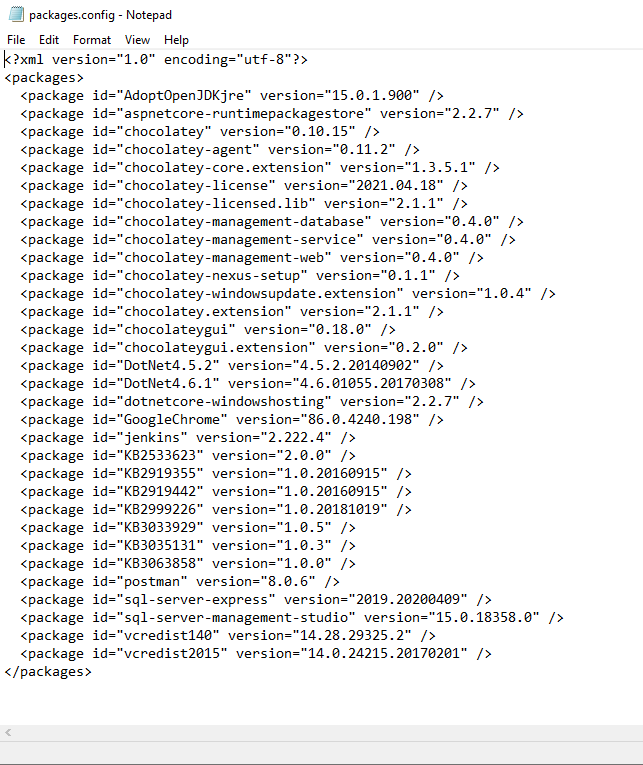 packages.config - Notepad
File Edit Format View Help
<?xml version="1.0" encoding="utf-8"?>
<packages>
  <package id="AdoptOpenJDKjre" version="15.0.1.900" />
  <package id="aspnetcore-runtimepackagestore" version="2.2.7" />
  <package id="chocolatey" version="0.10.15" />
  <package id="chocolatey-agent" version="0.11.2" />
  <package id="chocolatey-core.extension" version="1.3.5.1" />
  <package id="chocolatey-license" version="2021.04.18" />
  <package id="chocolatey-licensed.lib" version="2.1.1" />
  <package id="chocolatey-management-database" version="0.4.0" />
  <package id="chocolatey-management-service" version="0.4.0" />
  <package id="chocolatey-management-web" version="0.4.0" />
  <package id="chocolatey-nexus-setup" version="0.1.1" />
  <package id="chocolatey-windowsupdate.extension" version="1.0.4" />
  <package id="chocolatey.extension" version="2.1.1" />
  <package id="chocolateygui" version="0.18.0" />
  <package id="chocolateygui.extension" version="0.2.0" />
  <package id="DotNet4.5.2" version="4.5.2.20140902" />
  <package id="DotNet4.6.1" version="4.6.01055.20170308" />
  <package id="dotnetcore-windowshosting" version="2.2.7" />
  <package id="GoogleChrome" version="86.0.4240.198" />
  <package id="jenkins" version="2.222.4" />
  <package id="KB2533623" version="2.0.0" />
  <package id="KB2919355" version="1.0.20160915" />
  <package id="KB2919442" version="1.0.20160915" />
  <package id="KB2999226" version="1.0.20181019" />
  <package id="KB3033929" version="1.0.5" />
  <package id="KB3035131" version="1.0.3" />
  <package id="KB3063858" version="1.0.0" />
  <package id="postman" version="8.0.6" />
  <package id="sql-server-express" version="2019.20200409" />
  <package id="sql-server-management-studio" version="15.0.18358.0" />
  <package id="vcredist140" version="14.28.29325.2" />
  <package id="vcredist2015" version="14.0.24215.20170201" />
</packages>